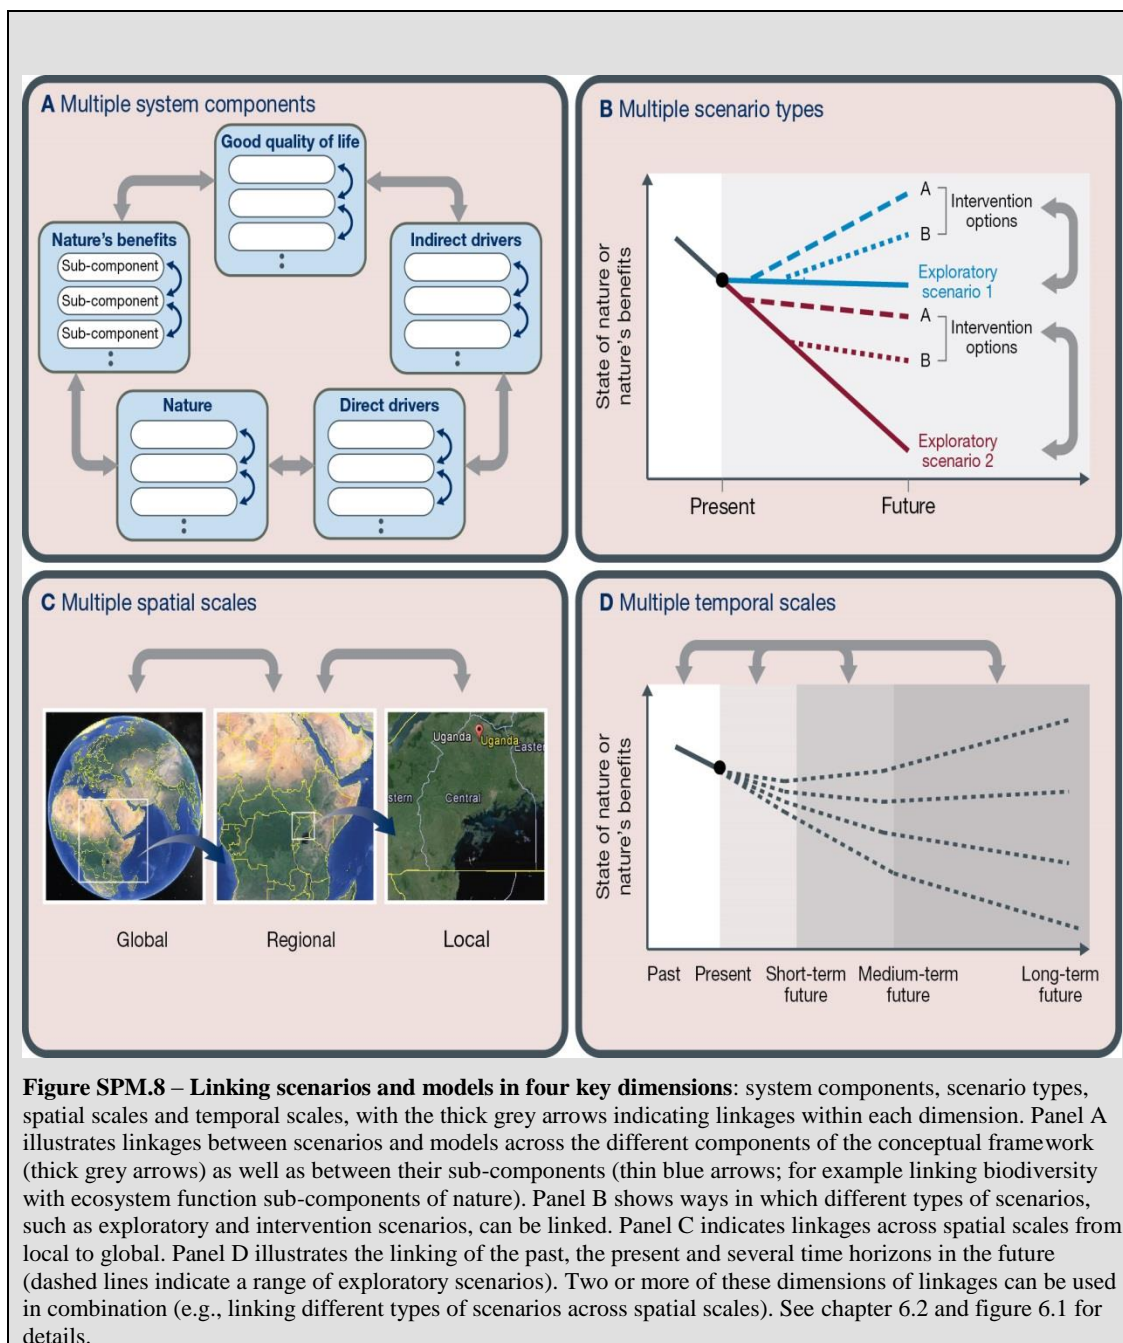 A Multiple system components
Good quality of life
Nature's benefits
Sub-component
Sub-component
Sub-component
Indirect drivers
Nature
Direct drivers
B Multiple scenario types
State of nature or
nature's benefits
A
B
Intervention
options
Exploratory
scenario 1
A
B
Intervention
options
Exploratory
scenario 2
Present
Future
C Multiple spatial scales
Uganda
Uganda
Easter
stern
Central
Global
Regional
Local
D Multiple temporal scales
State of nature or
nature's benefits
Past
Present
Short-term
future
Medium-term
future
Long-term
future
Figure SPM.8 – Linking scenarios and models in four key dimensions: system components, scenario types,
spatial scales and temporal scales, with the thick grey arrows indicating linkages within each dimension. Panel A
illustrates linkages between scenarios and models across the different components of the conceptual framework
(thick grey arrows) as well as between their sub-components (thin blue arrows; for example linking biodiversity
with ecosystem function sub-components of nature). Panel B shows ways in which different types of scenarios,
such as exploratory and intervention scenarios, can be linked. Panel C indicates linkages across spatial scales from
local to global. Panel D illustrates the linking of the past, the present and several time horizons in the future
(dashed lines indicate a range of exploratory scenarios). Two or more of these dimensions of linkages can be used
in combination (e.g., linking different types of scenarios across spatial scales). See chapter 6.2 and figure 6.1 for
details.